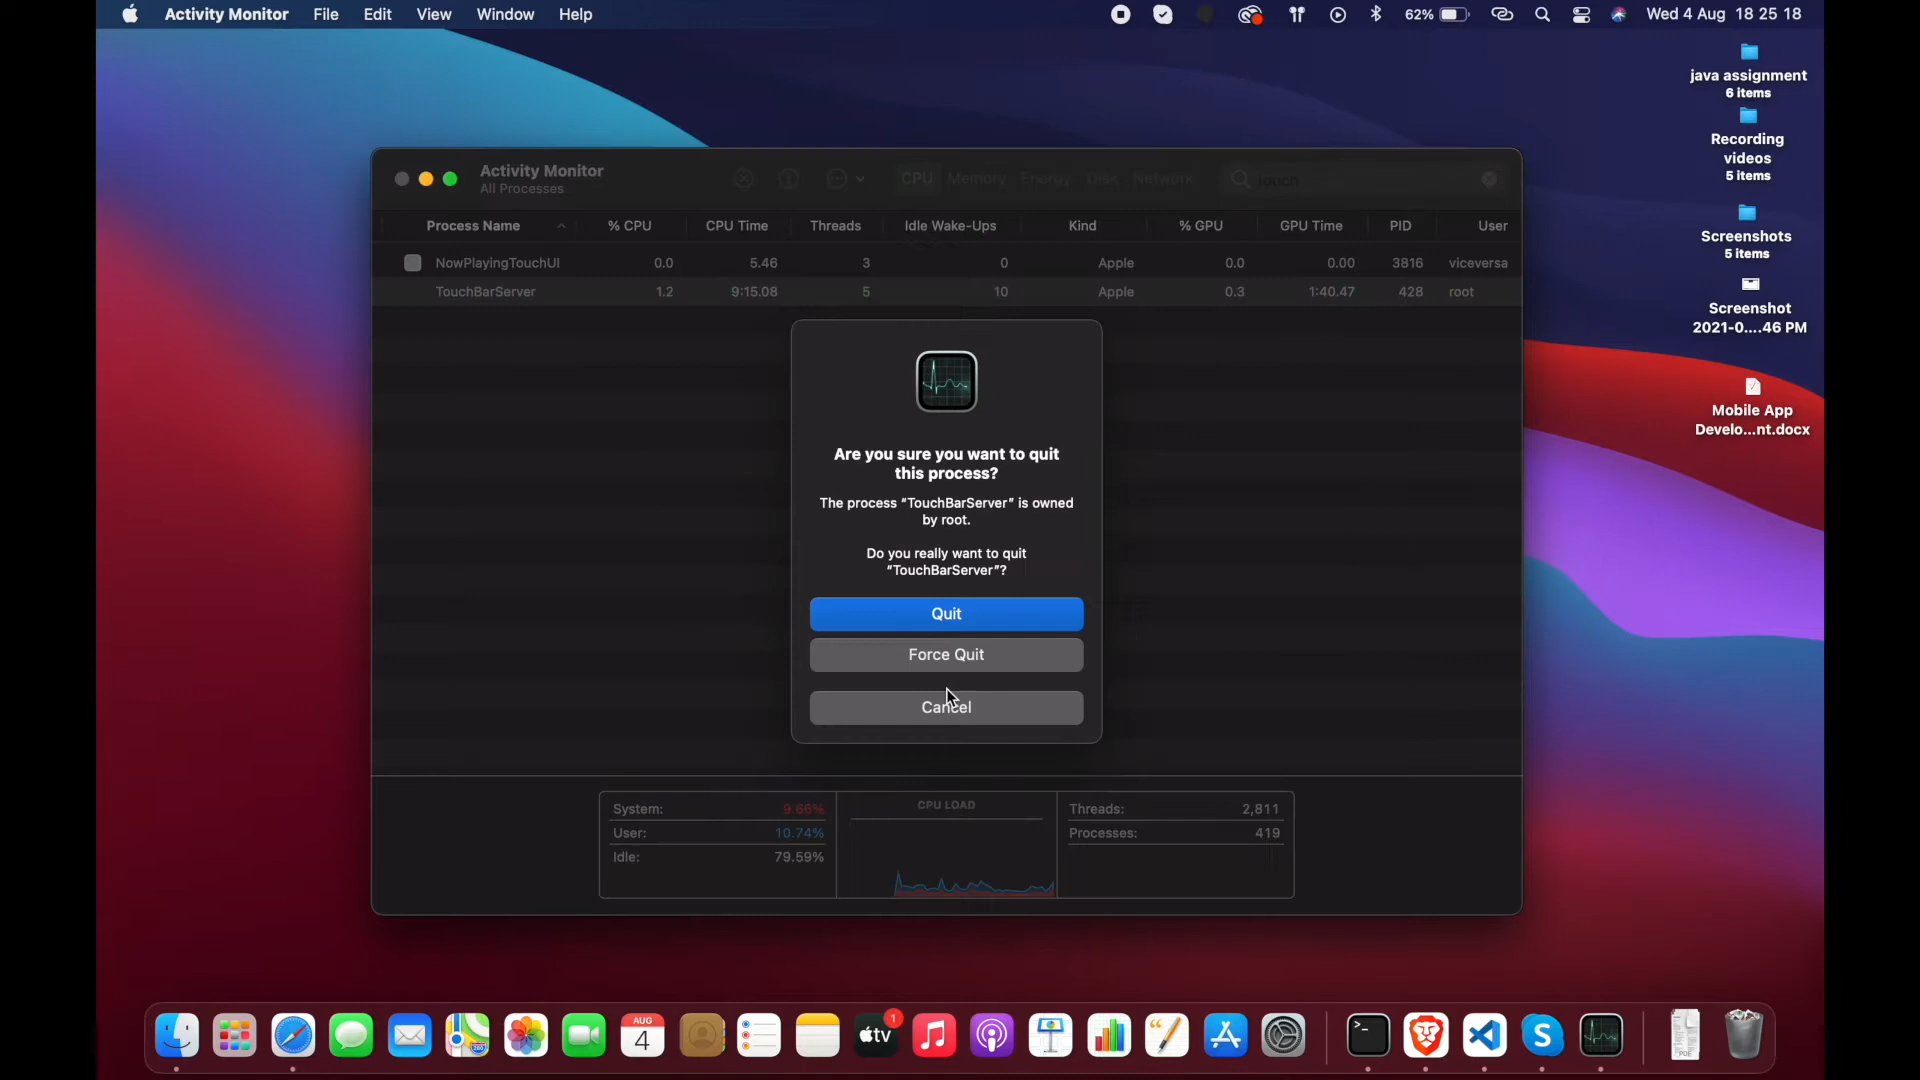 Activity Monitor File Edit View Window Help
62% Wed 4 Aug 18 25 18
java assignment
6 items
Recording
videos
5 items
Screenshots
5 items
Screenshot
2021-0....46 PM
Mobile App
Develo...nt.docx
Activity Monitor
All Processes
CPU Memory Energy Disk Network touch
Process Name % CPU CPU Time Threads Idle Wake-Ups Kind % GPU GPU Time PID User
NowPlayingTouchUI 0.0 5.46 3 0 Apple 0.0 0.00 3816 viceversa
TouchBarServer 1.2 9:15.08 5 10 Apple 0.3 1:40.47 428 root
Are you sure you want to quit
this process?
The process “TouchBarServer” is owned
by root.
Do you really want to quit
“TouchBarServer”?
Quit
Force Quit
Cancel
System: 9.66%
User: 10.74%
Idle: 79.59%
CPU LOAD
Threads: 2,811
Processes: 419
AUG
4
tv
1
280
>_
S